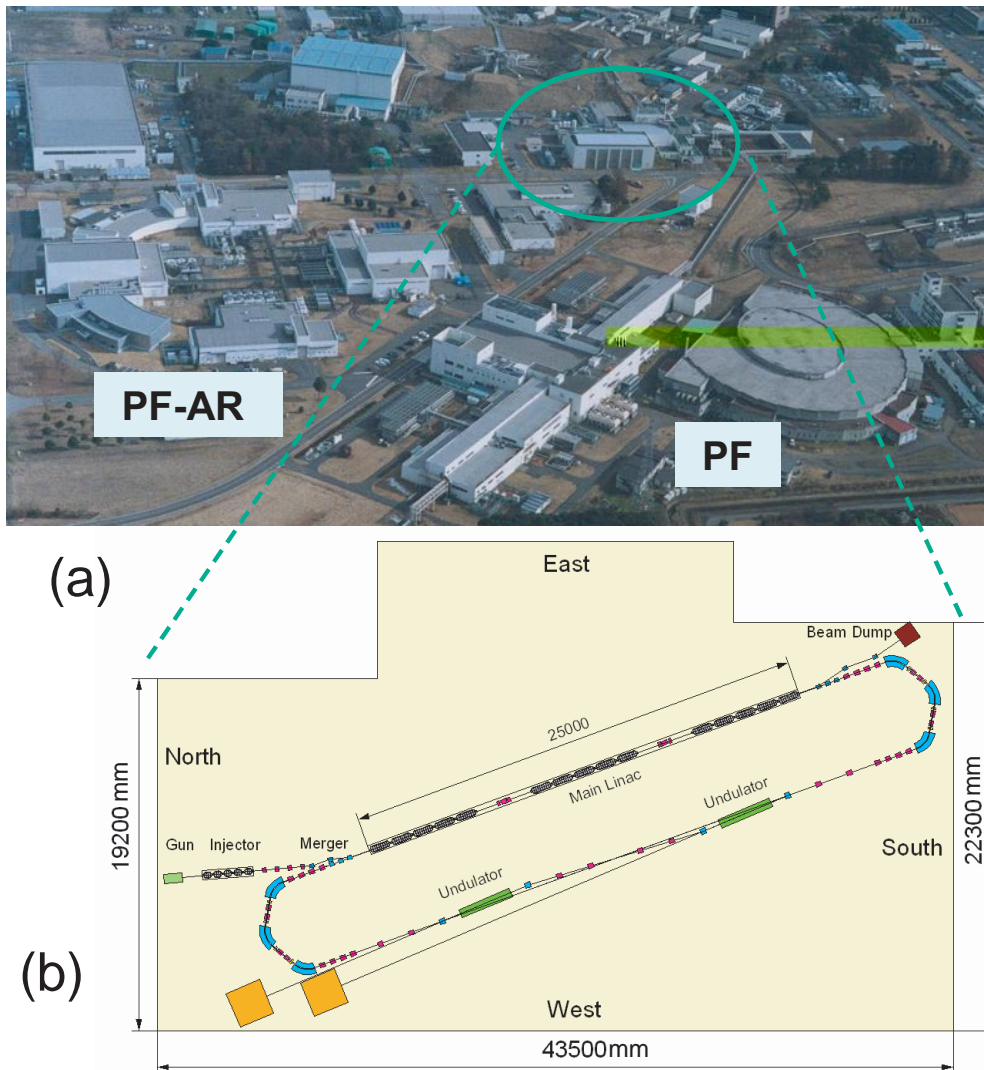 PF-AR
PF
(a)
East
Beam Dump
25000
North
Main Linac
Undulator
19200 mm
Gun
Injector
Merger
South
22300 mm
Undulator
(b)
West
43500mm